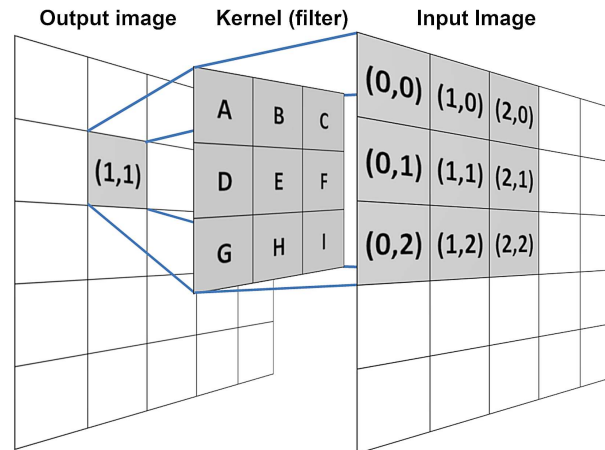 Output image
Kernel (filter)
Input Image
(1,1)
A B C
D E F
G H I
(0,0) (1,0) (2,0)
(0,1) (1,1) (2,1)
(0,2) (1,2) (2,2)